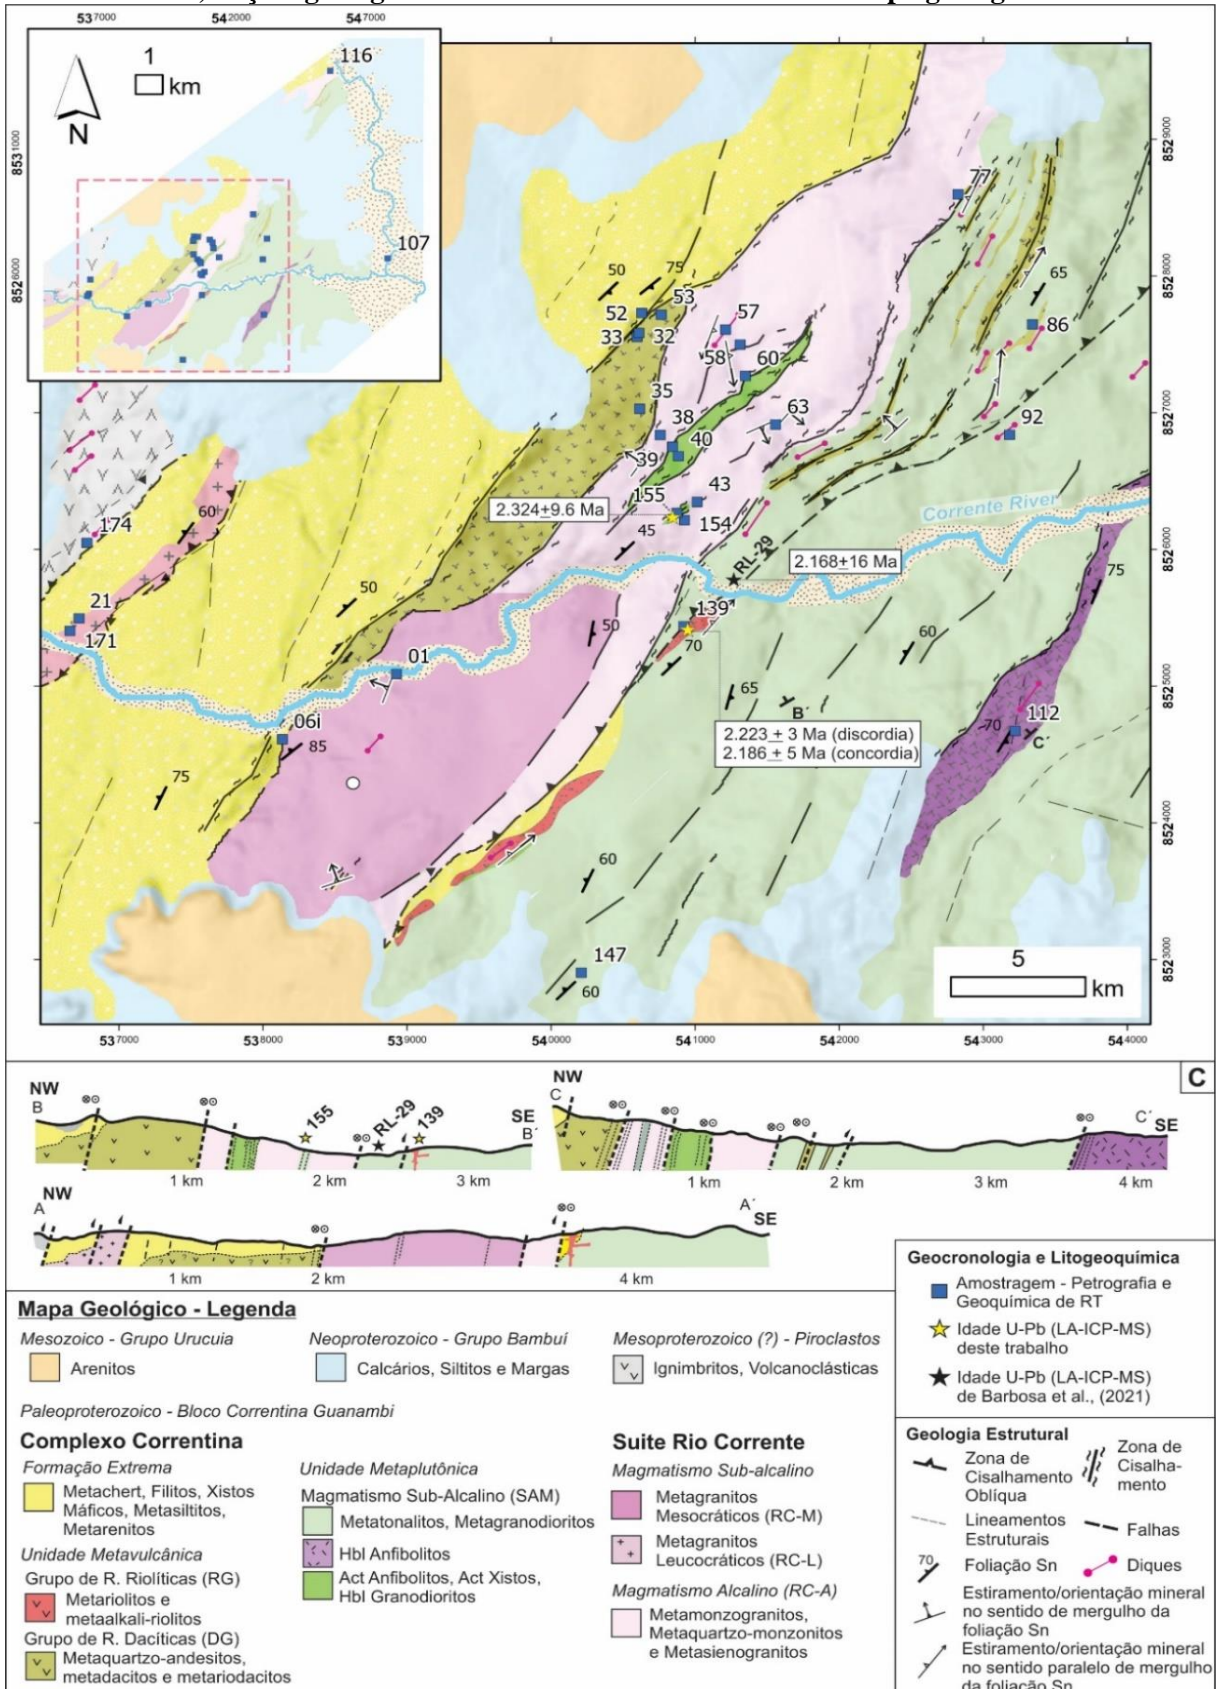 537000
542000
547000
1
km
N
116
107
8531000
8526000
8529000
8528000
8527000
8526000
8525000
8524000
8523000
77
50
75
53
52
57
33
32
58
60
65
86
35
38
63
92
40
39
43
155
2.324+9.6 Ma
45
154
Corrente River
60
174
RL-29
2.168+16 Ma
75
50
21
171
139
50
60
01
70
65
B´
06i
85
112
70
C´
2.223 + 3 Ma (discordia)
2.186 + 5 Ma (concordia)
75
60
147
60
5
km
537000
538000
539000
540000
541000
542000
543000
544000
C
NW
B
155
RL-29
139
SE
B´
1 km
2 km
3 km
NW
C
C´
SE
1 km
2 km
3 km
4 km
NW
A
A´
SE
1 km
2 km
4 km
Mapa Geológico - Legenda
Mesozoico - Grupo Urucuia
Arenitos
Neoproterozoico - Grupo Bambuí
Calcários, Siltitos e Margas
Mesoproterozoico (?) - Piroclastos
Ignimbritos, Volcanoclásticas
Paleoproterozoico - Bloco Correntina Guanambi
Complexo Correntina
Formação Extrema
Metachert, Filitos, Xistos
Máficos, Metasiltitos,
Metarenitos
Unidade Metavulcânica
Grupo de R. Riolíticas (RG)
Metariolitos e
metaalkali-riolitos
Grupo de R. Dacíticas (DG)
Metaquartzo-andesitos,
metadacitos e metariodacitos
Unidade Metaplutônica
Magmatismo Sub-Alcalino (SAM)
Metatonalitos, Metagranodioritos
Hbl Anfibolitos
Act Anfibolitos, Act Xistos,
Hbl Granodioritos
Suite Rio Corrente
Magmatismo Sub-alcalino
Metagranitos
Mesocráticos (RC-M)
Metagranitos
Leucocráticos (RC-L)
Magmatismo Alcalino (RC-A)
Metamonzogranitos,
Metaquartzo-monzonitos
e Metasienogranitos
Geocronologia e Litogeoquímica
Amostragem - Petrografia e
Geoquímica de RT
Idade U-Pb (LA-ICP-MS)
deste trabalho
Idade U-Pb (LA-ICP-MS)
de Barbosa et al., (2021)
Geologia Estrutural
Zona de
Cisalhamento
Oblíqua
Zona de
Cisalha-
mento
Lineamentos
Estruturais
Falhas
70
Foliação Sn
Diques
Estiramento/orientação mineral
no sentido de mergulho da
foliação Sn
Estiramento/orientação mineral
no sentido paralelo de mergulho
da foliação Sn